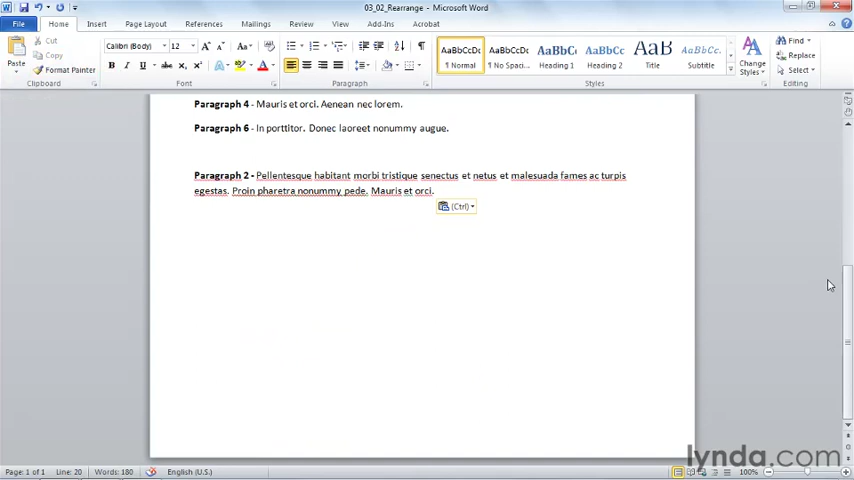 03_02_Rearrange - Microsoft Word
File Home Insert Page Layout References Mailings Review View Add-Ins Acrobat
Cut Calibri (Body) 12 Aa AaBbCcDc AaBbCcDc AaBbC AaBbCc AaB AaBbCc. Find
Paste Copy Replace
Format Painter B I U abc x₂ x² A A ¶ Normal ¶ No Spaci... Heading 1 Heading 2 Title Subtitle Change Styles Select
Clipboard Font Paragraph Styles Editing
Paragraph 4 - Mauris et orci. Aenean nec lorem.
Paragraph 6 - In porttitor. Donec laoreet nonummy augue.
Paragraph 2 - Pellentesque habitant morbi tristique senectus et netus et malesuada fames ac turpis
egestas. Proin pharetra nonummy pede. Mauris et orci.
(Ctrl)
lynda.com
Page: 1 of 1 Line: 20 Words: 180 English (U.S.) 100%